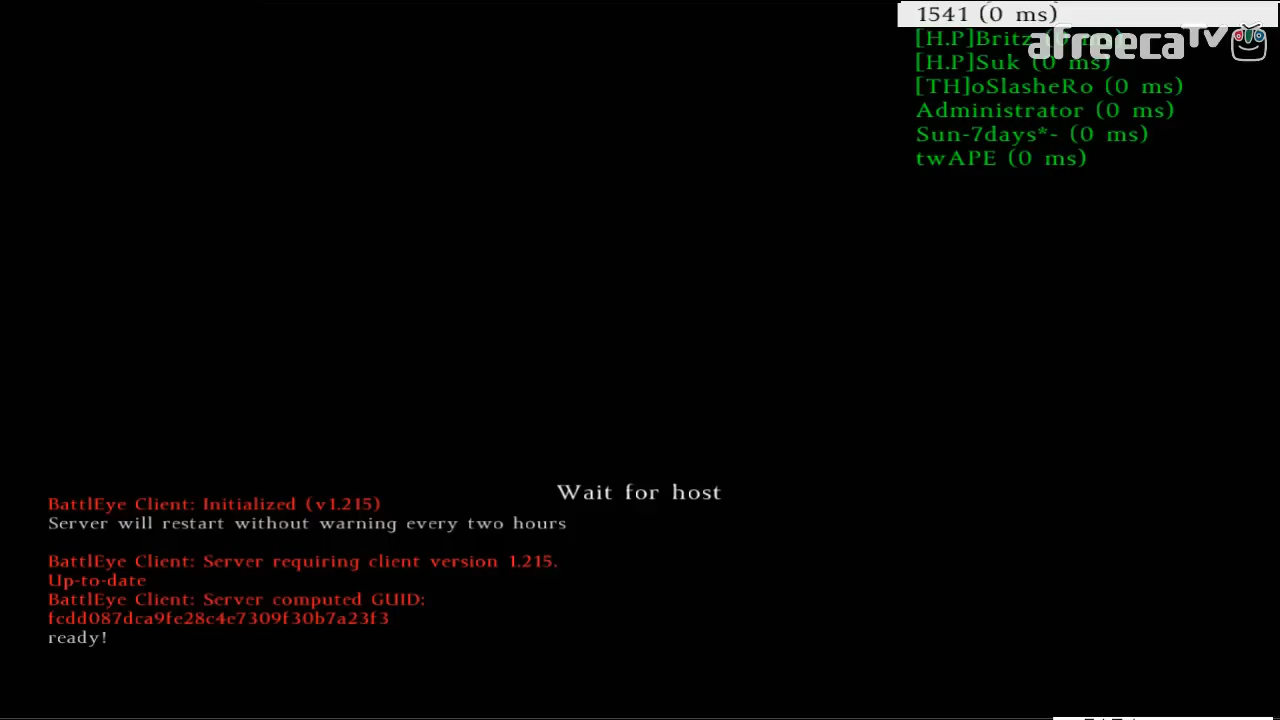 1541 (0 ms)
[H.P]Britz (0 ms)
afreecaTV
[H.P]Suk (0 ms)
[TH]oSlasheRo (0 ms)
Administrator (0 ms)
Sun-7days*- (0 ms)
twAPE (0 ms)
Wait for host
BattlEye Client: Initialized (v1.215)
Server will restart without warning every two hours
BattlEye Client: Server requiring client version 1.215.
Up-to-date
BattlEye Client: Server computed GUID:
fcdd087dca9fe28c4e7309f30b7a23f3
ready!